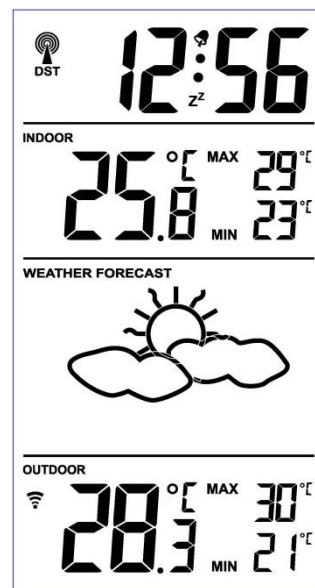 DST
12:56
Zz
INDOOR
25.8 °C MAX 29 °C
MIN 23 °C
WEATHER FORECAST
OUTDOOR
28.3 °C MAX 30 °C
MIN 21 °C